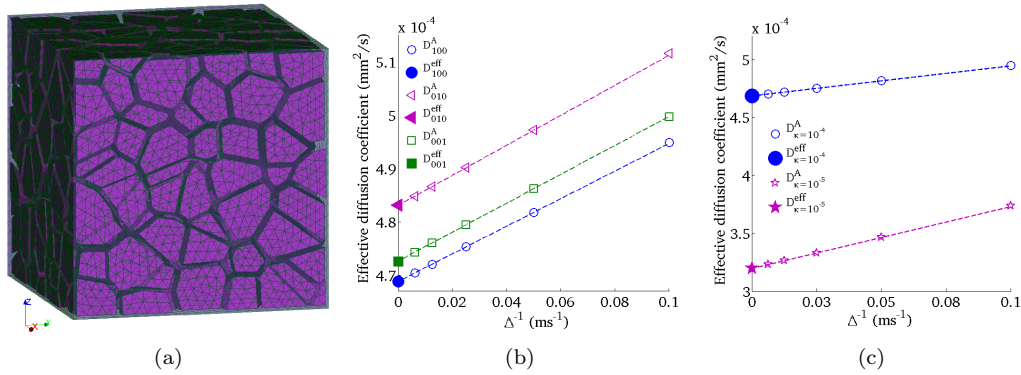 Z
X
Y
(a)
x 10⁻⁴
Effective diffusion coefficient (mm²/s)
5.1
5
4.9
4.8
4.7
D^A_100
D^eff_100
D^A_010
D^eff_010
D^A_001
D^eff_001
0 0.02 0.04 0.06 0.08 0.1
Δ⁻¹ (ms⁻¹)
(b)
x 10⁻⁴
Effective diffusion coefficient (mm²/s)
5
4.5
4
3.5
3
D^A_κ=10⁻⁴
D^eff_κ=10⁻⁴
D^A_κ=10⁻⁵
D^eff_κ=10⁻⁵
0 0.03 0.05 0.1
Δ⁻¹ (ms⁻¹)
(c)